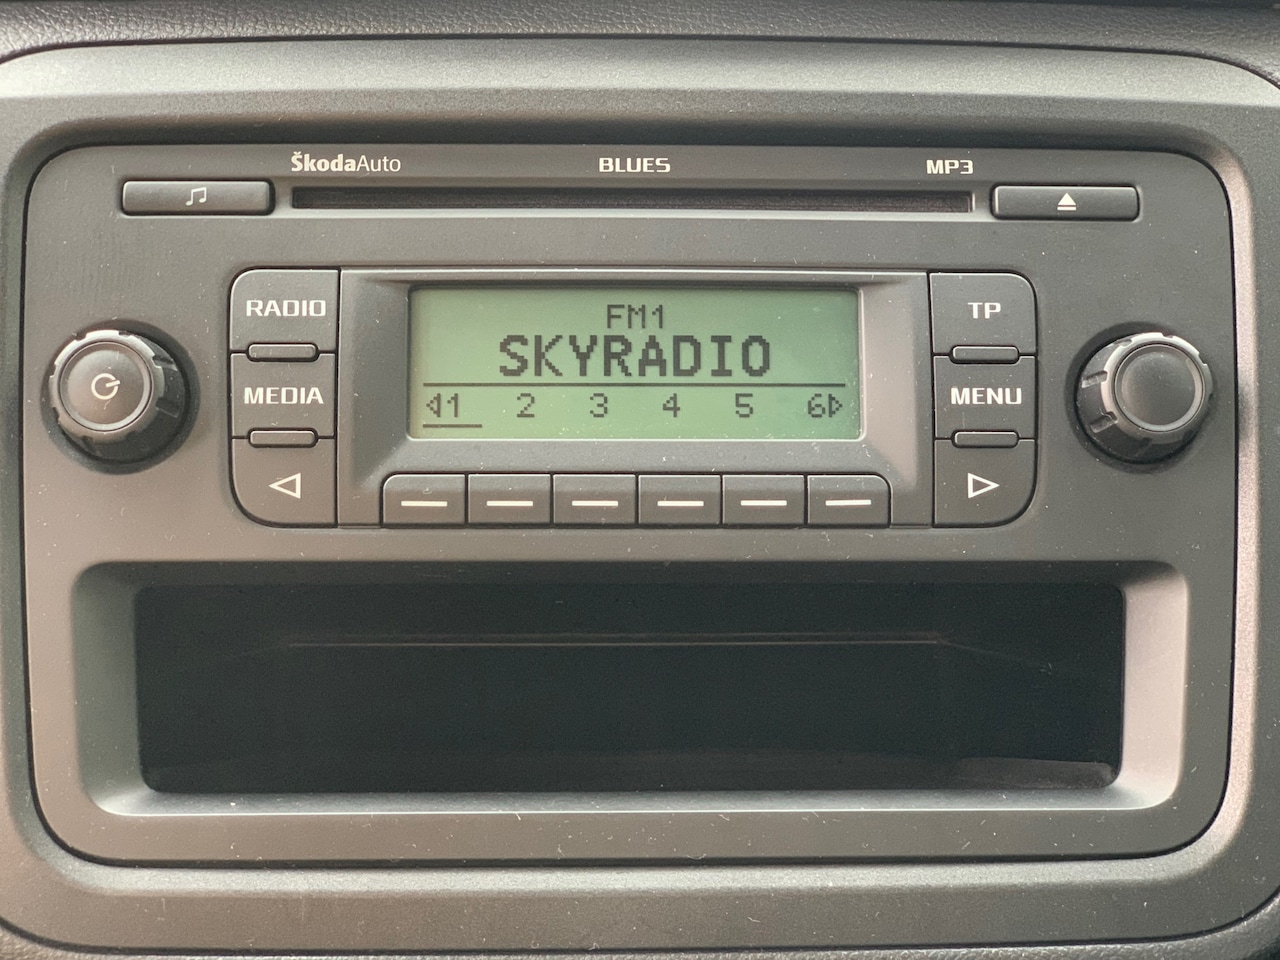 ŠkodaAuto BLUES MP3
RADIO
TP
FM1
SKYRADIO
MEDIA
1 2 3 4 5 6
MENU